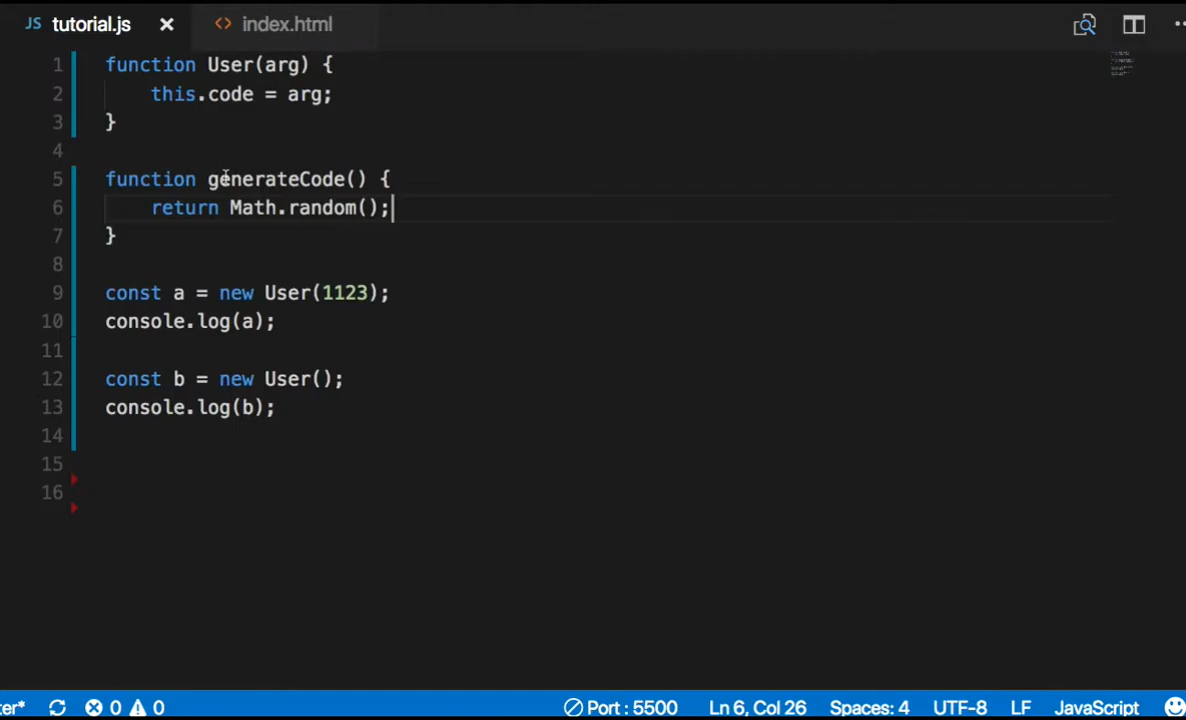 JS tutorial.js × <> index.html
1 function User(arg) {
2 this.code = arg;
3 }
4
5 function generateCode() {
6 return Math.random();
7 }
8
9 const a = new User(1123);
10 console.log(a);
11
12 const b = new User();
13 console.log(b);
14
15
16
ter* 0 0 Port : 5500 Ln 6, Col 26 Spaces: 4 UTF-8 LF JavaScript